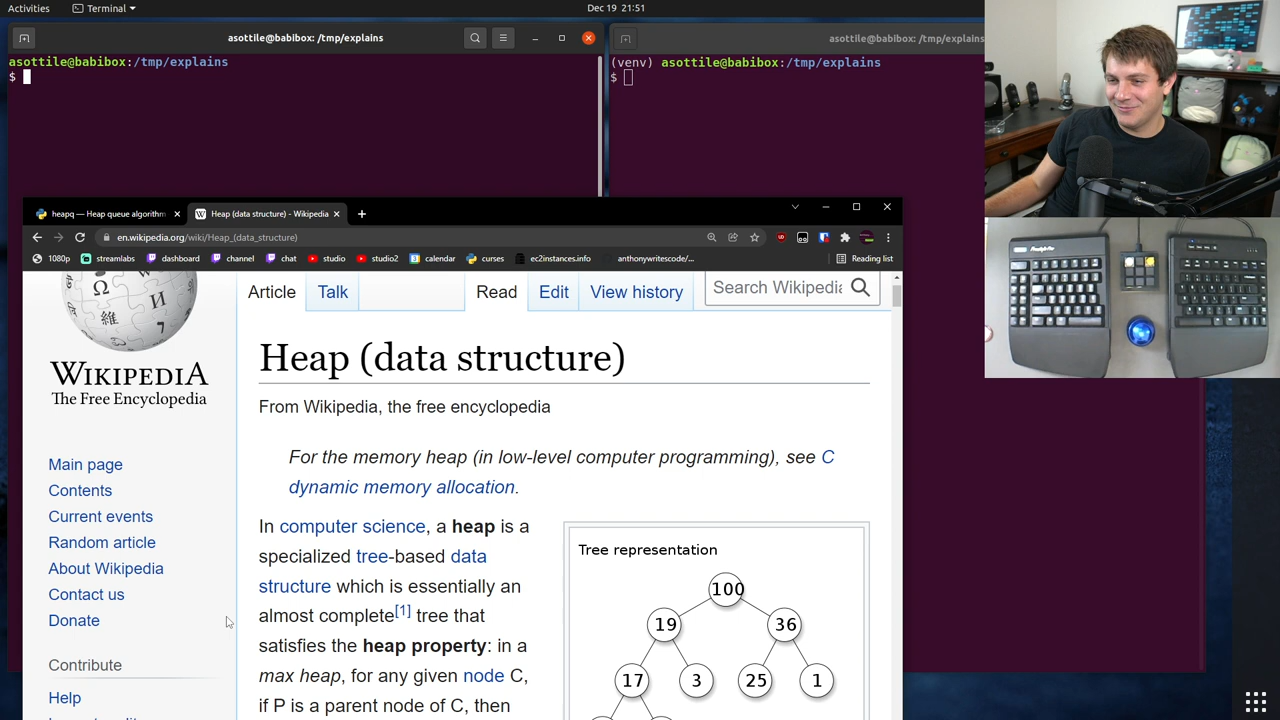 Activities
Terminal
Dec 19 21:51
asottile@babibox: /tmp/explains
asottile@babibox:/tmp/explains
$
asottile@babibox: /tmp/explains
(venv) asottile@babibox:/tmp/explains
$
heapq — Heap queue algorithm
Heap (data structure) - Wikipedia
en.wikipedia.org/wiki/Heap_(data_structure)
1080p
streamlabs
dashboard
channel
chat
studio
studio2
calendar
curses
ec2instances.info
anthonywritescode/...
Reading list
WIKIPEDIA
The Free Encyclopedia
Main page
Contents
Current events
Random article
About Wikipedia
Contact us
Donate
Contribute
Help
Article
Talk
Read
Edit
View history
Search Wikipedi
Heap (data structure)
From Wikipedia, the free encyclopedia
For the memory heap (in low-level computer programming), see C
dynamic memory allocation.
In computer science, a heap is a
specialized tree-based data
structure which is essentially an
almost complete[1] tree that
satisfies the heap property: in a
max heap, for any given node C,
if P is a parent node of C, then
Tree representation
100
19
36
17
3
25
1